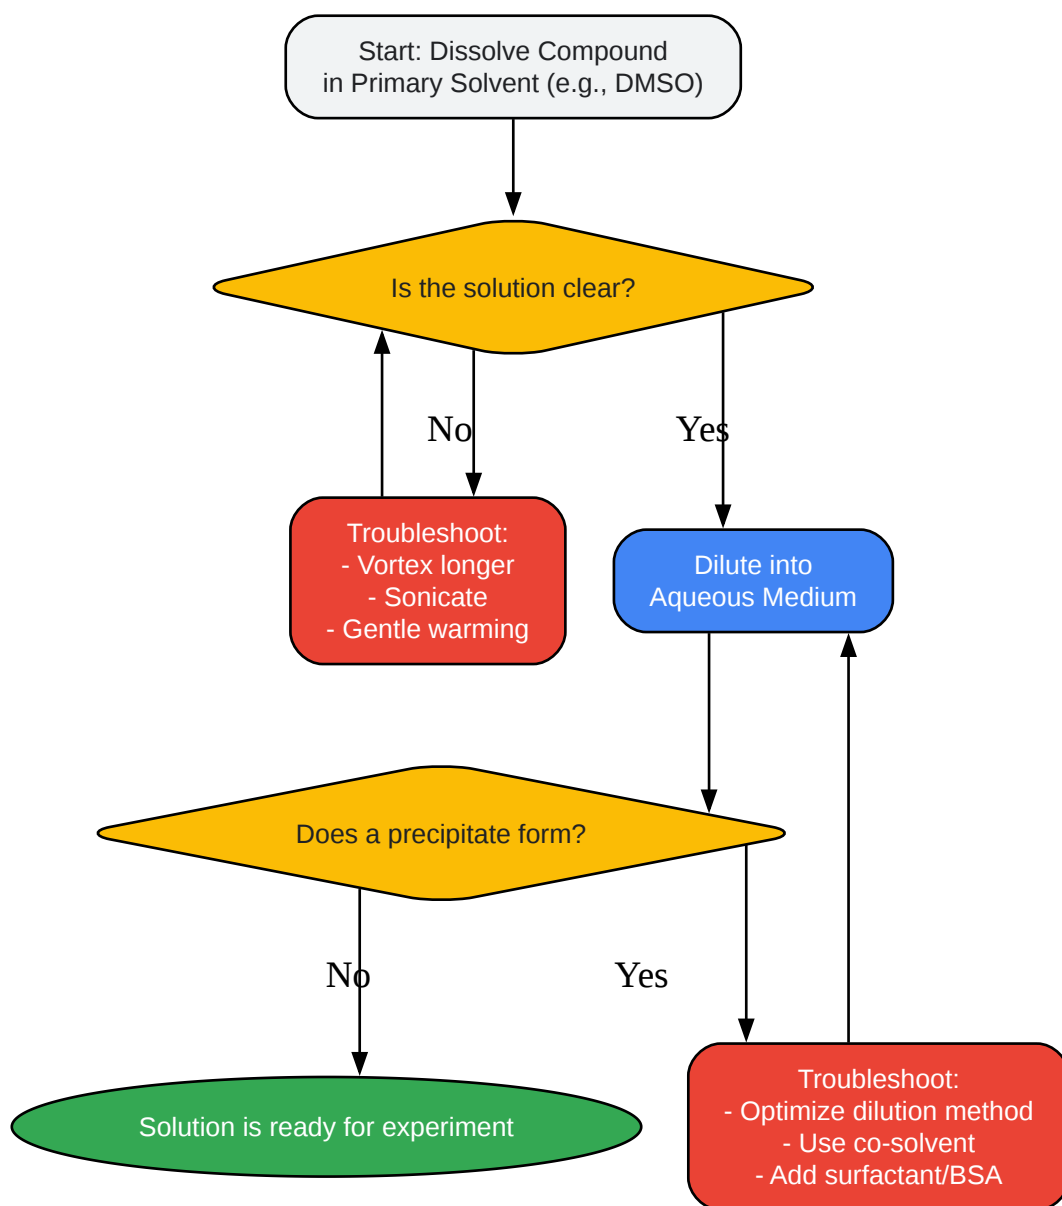 Start: Dissolve Compound
in Primary Solvent (e.g., DMSO)
Is the solution clear?
No
Yes
Troubleshoot:
- Vortex longer
- Sonicate
- Gentle warming
Dilute into
Aqueous Medium
Does a precipitate form?
No
Yes
Solution is ready for experiment
Troubleshoot:
- Optimize dilution method
- Use co-solvent
- Add surfactant/BSA